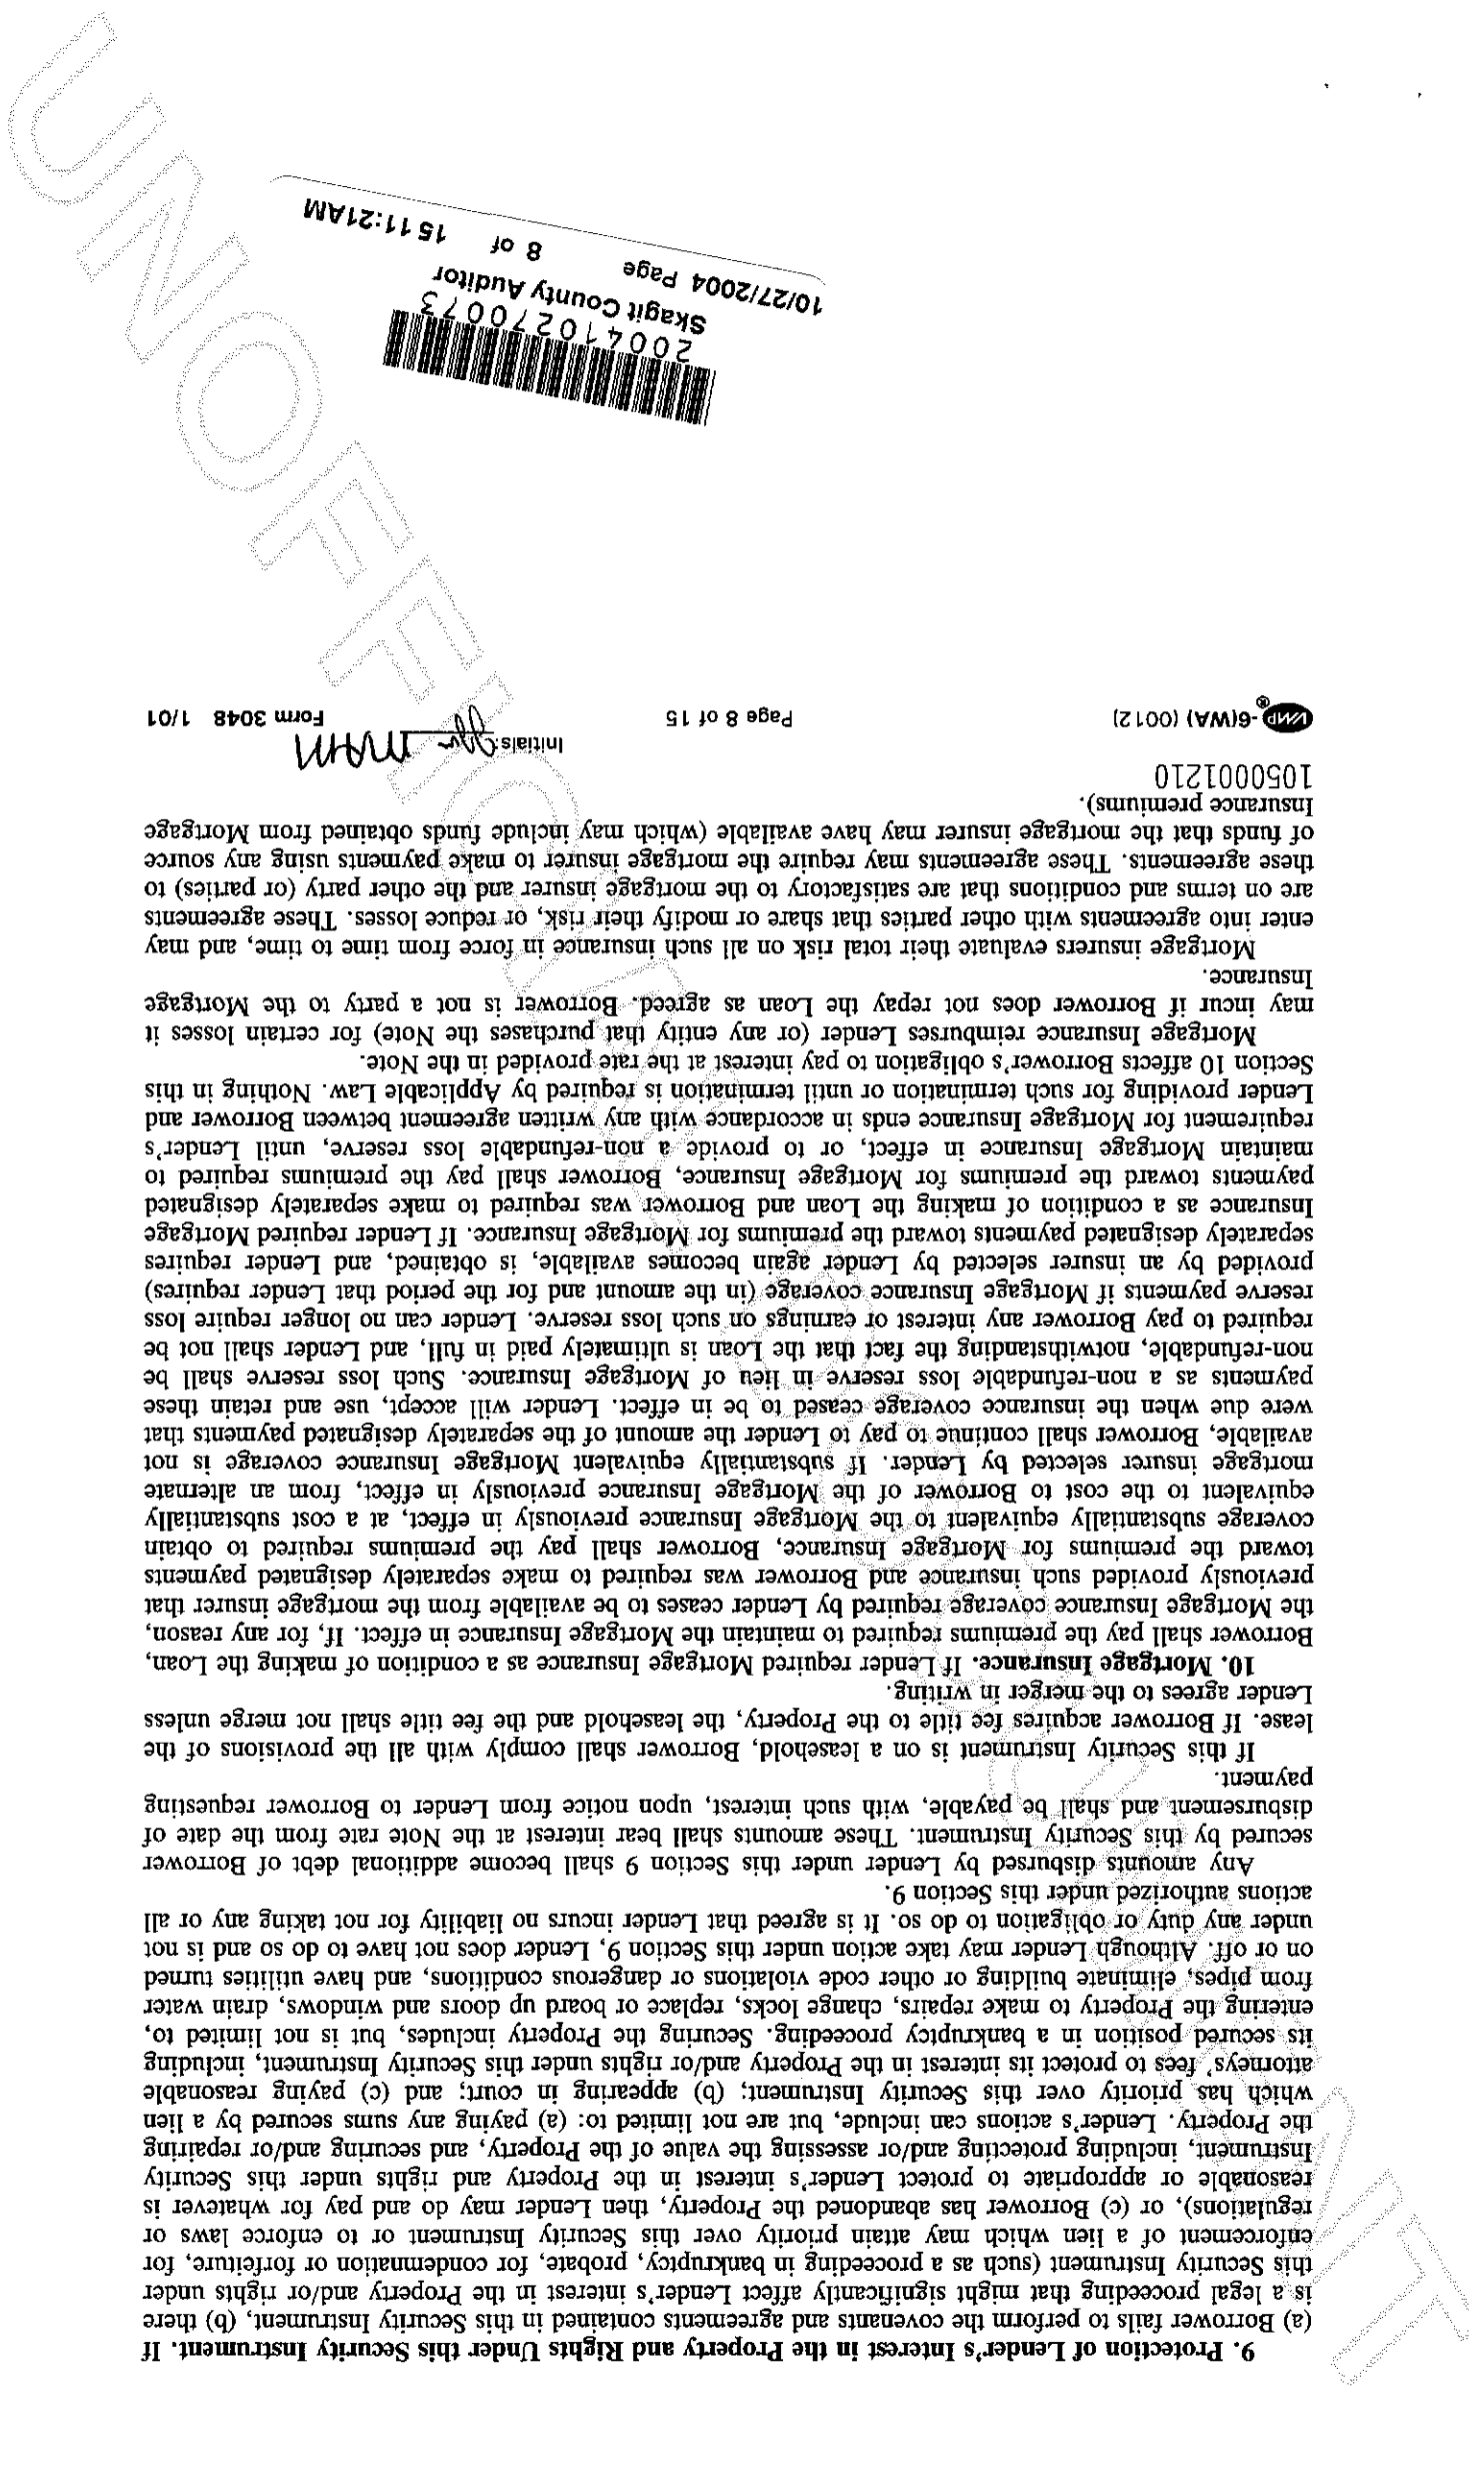 9. Protection of Lender's Interest in the Property and Rights Under this Security Instrument. If
(a) Borrower fails to perform the covenants and agreements contained in this Security Instrument, (b) there
is a legal proceeding that might significantly affect Lender's interest in the Property and/or rights under
this Security Instrument (such as a proceeding in bankruptcy, probate, for condemnation or forfeiture, for
enforcement of a lien which may attain priority over this Security Instrument or to enforce laws or
regulations), or (c) Borrower has abandoned the Property, then Lender may do and pay for whatever is
reasonable or appropriate to protect Lender's interest in the Property and rights under this Security
Instrument, including protecting and/or assessing the value of the Property, and securing and/or repairing
the Property. Lender's actions can include, but are not limited to: (a) paying any sums secured by a lien
which has priority over this Security Instrument; (b) appearing in court; and (c) paying reasonable
attorneys' fees to protect its interest in the Property and/or rights under this Security Instrument, including
its secured position in a bankruptcy proceeding. Securing the Property includes, but is not limited to,
entering the Property to make repairs, change locks, replace or board up doors and windows, drain water
from pipes, eliminate building or other code violations or dangerous conditions, and have utilities turned
on or off. Although Lender may take action under this Section 9, Lender does not have to do so and is not
under any duty or obligation to do so. It is agreed that Lender incurs no liability for not taking any or all
actions authorized under this Section 9.
Any amounts disbursed by Lender under this Section 9 shall become additional debt of Borrower
secured by this Security Instrument. These amounts shall bear interest at the Note rate from the date of
disbursement and shall be payable, with such interest, upon notice from Lender to Borrower requesting
payment.
If this Security Instrument is on a leasehold, Borrower shall comply with all the provisions of the
lease. If Borrower acquires fee title to the Property, the leasehold and the fee title shall not merge unless
Lender agrees to the merger in writing.
10. Mortgage Insurance. If Lender required Mortgage Insurance as a condition of making the Loan,
Borrower shall pay the premiums required to maintain the Mortgage Insurance in effect. If, for any reason,
the Mortgage Insurance coverage required by Lender ceases to be available from the mortgage insurer that
previously provided such insurance and Borrower was required to make separately designated payments
toward the premiums for Mortgage Insurance, Borrower shall pay the premiums required to obtain
coverage substantially equivalent to the Mortgage Insurance previously in effect, at a cost substantially
equivalent to the cost to Borrower of the Mortgage Insurance previously in effect, from an alternate
mortgage insurer selected by Lender. If substantially equivalent Mortgage Insurance coverage is not
available, Borrower shall continue to pay to Lender the amount of the separately designated payments that
were due when the insurance coverage ceased to be in effect. Lender will accept, use and retain these
payments as a non-refundable loss reserve in lieu of Mortgage Insurance. Such loss reserve shall be
non-refundable, notwithstanding the fact that the Loan is ultimately paid in full, and Lender shall not be
required to pay Borrower any interest or earnings on such loss reserve. Lender can no longer require loss
reserve payments if Mortgage Insurance coverage (in the amount and for the period that Lender requires)
provided by an insurer selected by Lender again becomes available, is obtained, and Lender requires
separately designated payments toward the premiums for Mortgage Insurance. If Lender required Mortgage
Insurance as a condition of making the Loan and Borrower was required to make separately designated
payments toward the premiums for Mortgage Insurance, Borrower shall pay the premiums required to
maintain Mortgage Insurance in effect, or to provide a non-refundable loss reserve, until Lender's
requirement for Mortgage Insurance ends in accordance with any written agreement between Borrower and
Lender providing for such termination or until termination is required by Applicable Law. Nothing in this
Section 10 affects Borrower's obligation to pay interest at the rate provided in the Note.
Mortgage Insurance reimburses Lender (or any entity that purchases the Note) for certain losses it
may incur if Borrower does not repay the Loan as agreed. Borrower is not a party to the Mortgage
Insurance.
Mortgage insurers evaluate their total risk on all such insurance in force from time to time, and may
enter into agreements with other parties that share or modify their risk, or reduce losses. These agreements
are on terms and conditions that are satisfactory to the mortgage insurer and the other party (or parties) to
these agreements. These agreements may require the mortgage insurer to make payments using any source
of funds that the mortgage insurer may have available (which may include funds obtained from Mortgage
Insurance premiums).
1050001210
Initials: MAM
VMP®-6(WA) (0012) Page 8 of 15 Form 3048 1/01
200410270073
Skagit County Auditor
10/27/2004 Page 8 of 15 11:21AM
UNOFFICIAL DOCUMENT